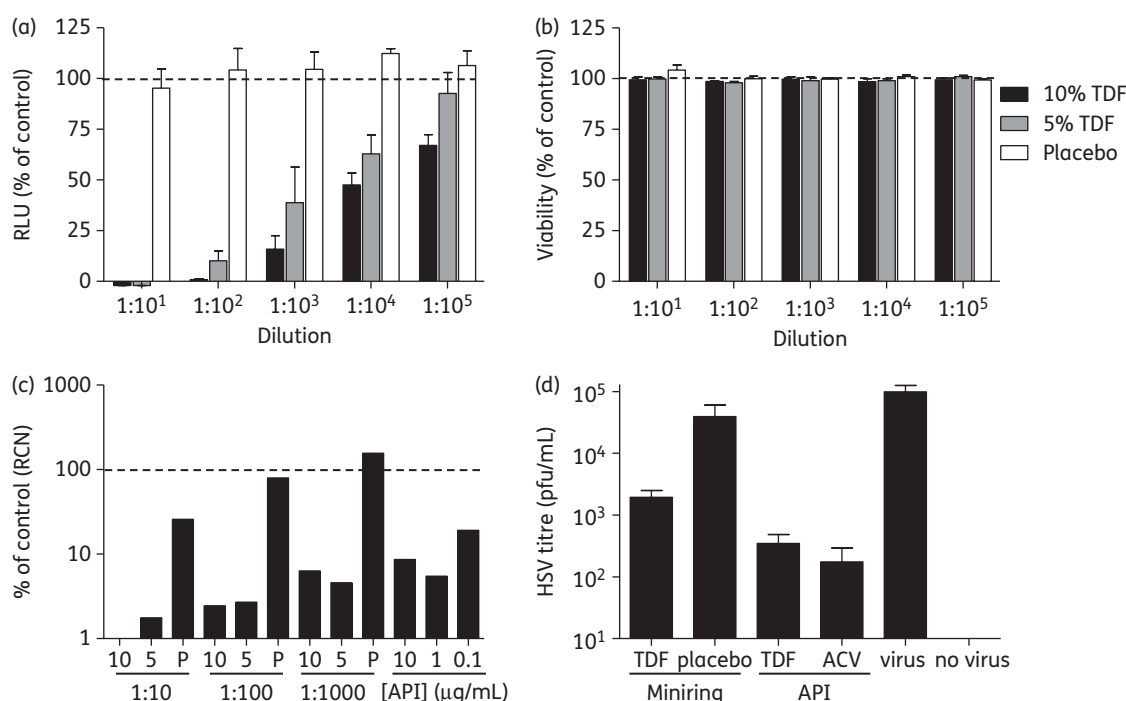 (a)
125
100
75
50
25
0
RLU (% of control)
1:10¹ 1:10² 1:10³ 1:10⁴ 1:10⁵
Dilution
(b)
125
100
75
50
25
0
Viability (% of control)
1:10¹ 1:10² 1:10³ 1:10⁴ 1:10⁵
Dilution
10% TDF
5% TDF
Placebo
(c)
1000
100
10
1
% of control (RCN)
10 5 P 10 5 P 10 5 P 10 1 0.1
1:10 1:100 1:1000 [API] (μg/mL)
(d)
10⁵
10⁴
10³
10²
10¹
HSV titre (pfu/mL)
TDF placebo TDF ACV virus no virus
Miniring API